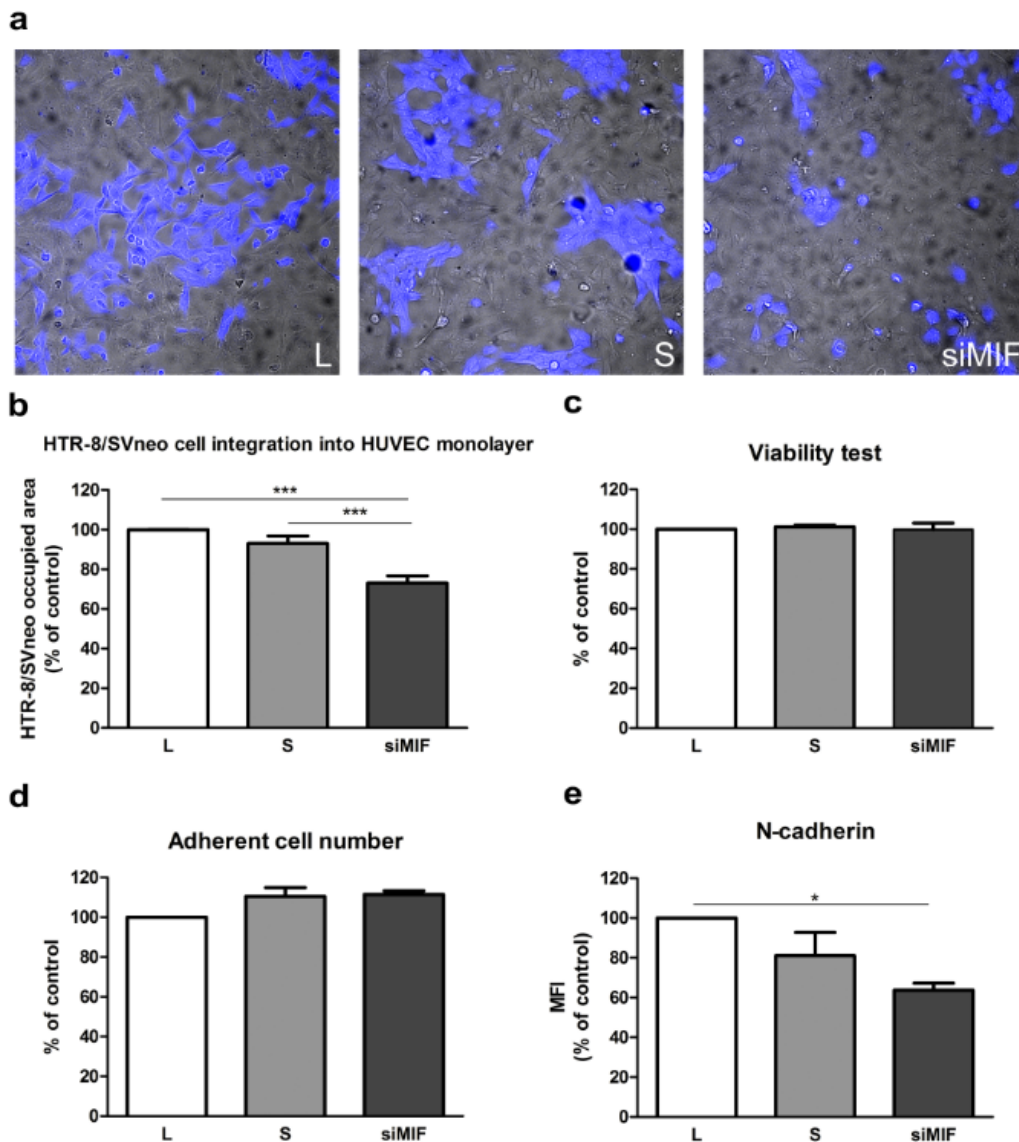 a
L
S
siMIF
b
HTR-8/SVneo cell integration into HUVEC monolayer
HTR-8/SVneo occupied area
(% of control)
120
100
80
60
40
20
0
***
***
L
S
siMIF
c
Viability test
% of control
120
100
80
60
40
20
0
L
S
siMIF
d
Adherent cell number
% of control
120
100
80
60
40
20
0
L
S
siMIF
e
N-cadherin
MFI
(% of control)
120
100
80
60
40
20
0
*
L
S
siMIF